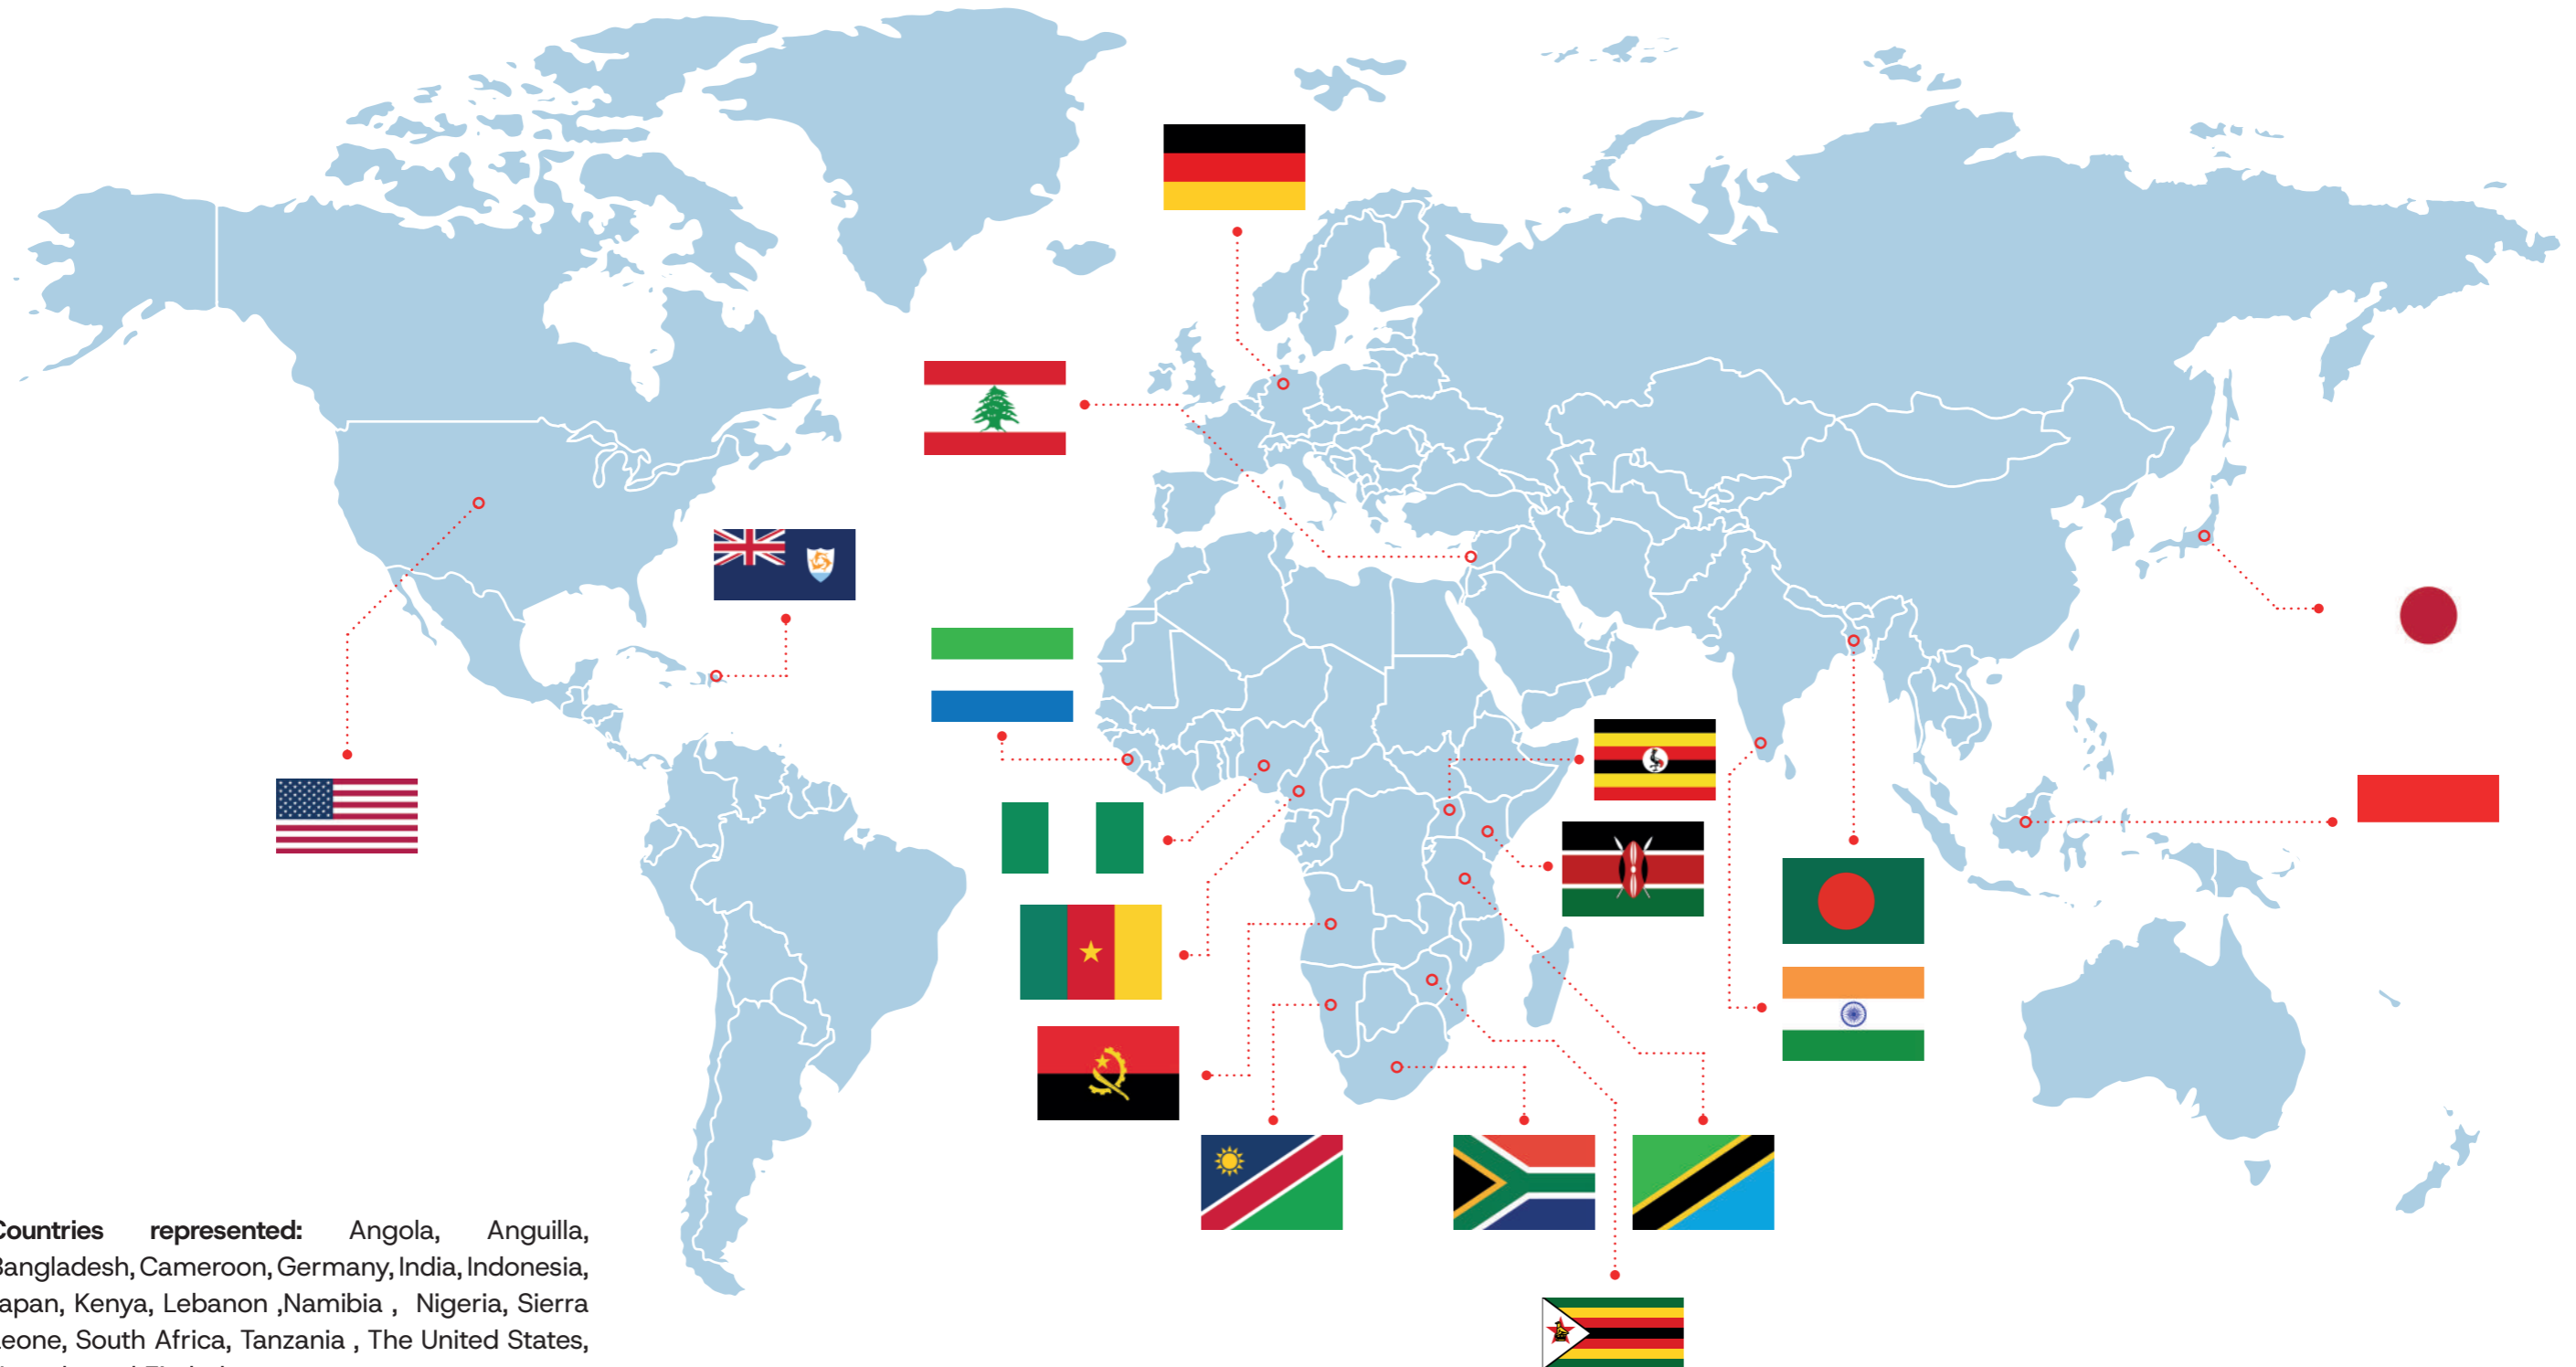 Countries represented: Angola, Anguilla,
Bangladesh, Cameroon, Germany, India, Indonesia,
Japan, Kenya, Lebanon ,Namibia , Nigeria, Sierra
Leone, South Africa, Tanzania , The United States,